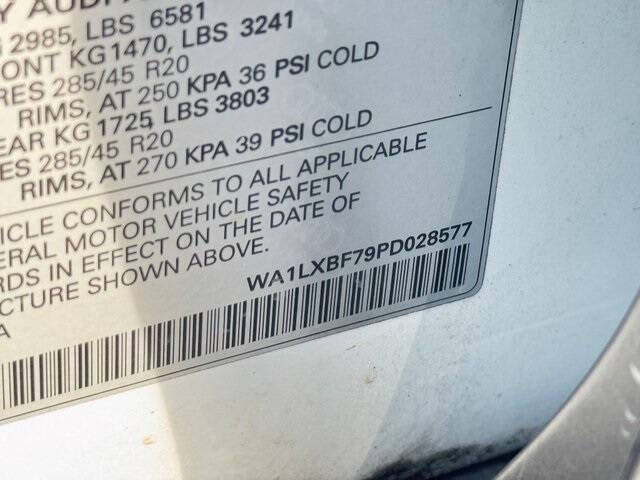 Y AUDI
2985, LBS 6581
ONT KG1470, LBS 3241
RES 285/45 R20
RIMS, AT 250 KPA 36 PSI COLD
EAR KG 1725, LBS 3803
ES 285/45 R20
RIMS, AT 270 KPA 39 PSI COLD
ICLE CONFORMS TO ALL APPLICABLE
ERAL MOTOR VEHICLE SAFETY
RDS IN EFFECT ON THE DATE OF
CTURE SHOWN ABOVE.
WA1LXBF79PD028577
A